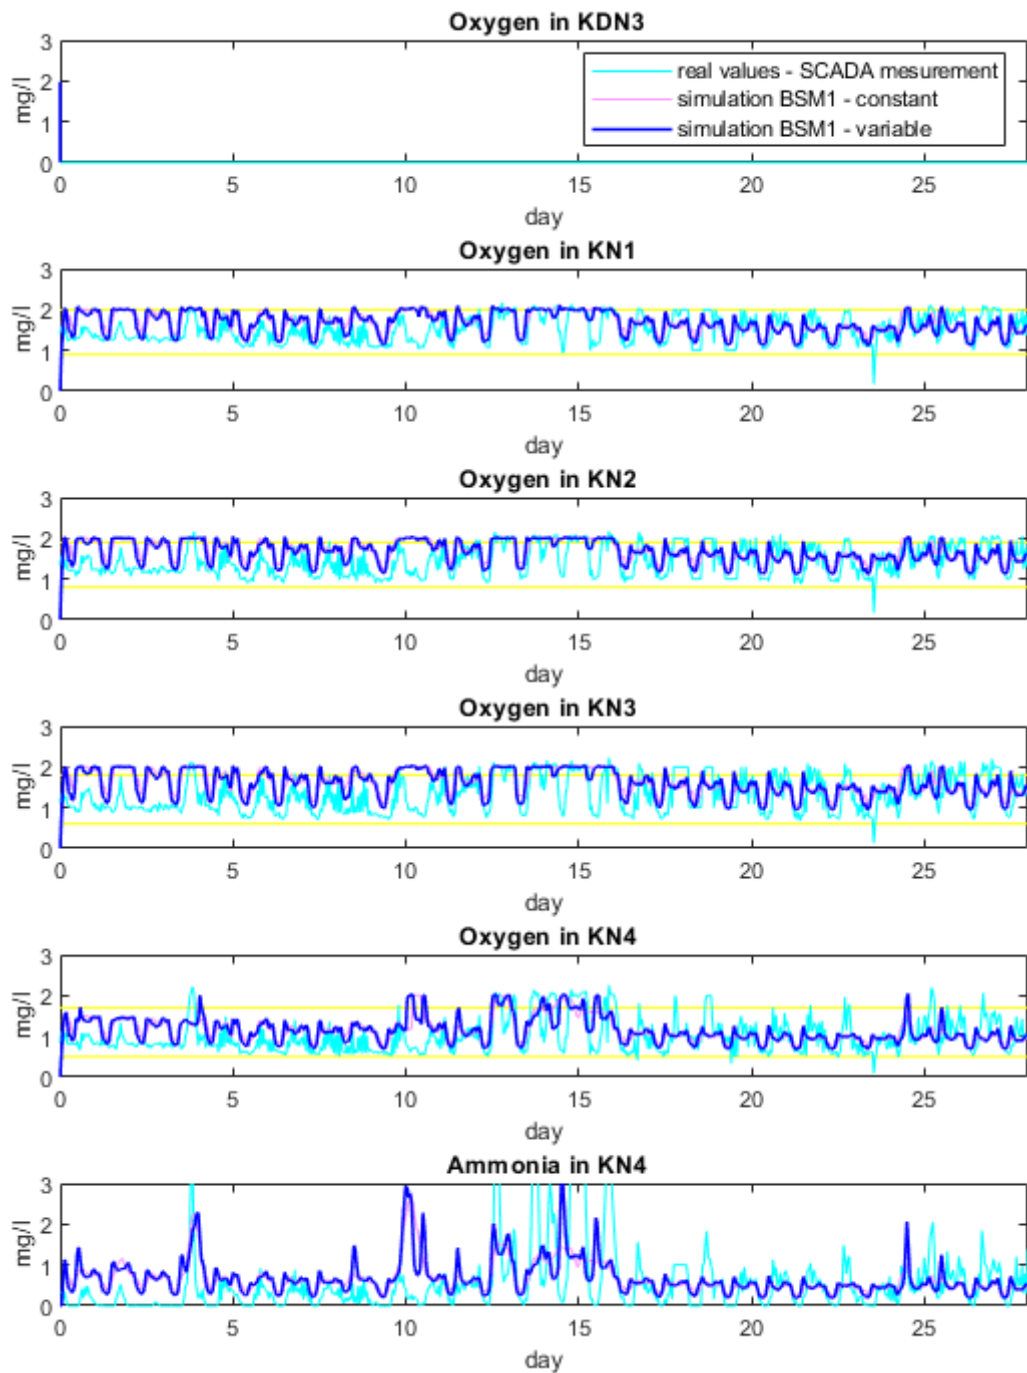 Oxygen in KDN3
3
2
1
0
mg/l
real values - SCADA mesurement
simulation BSM1 - constant
simulation BSM1 - variable
0 5 10 15 20 25
day
Oxygen in KN1
3
2
1
0
mg/l
0 5 10 15 20 25
day
Oxygen in KN2
3
2
1
0
mg/l
0 5 10 15 20 25
day
Oxygen in KN3
3
2
1
0
mg/l
0 5 10 15 20 25
day
Oxygen in KN4
3
2
1
0
mg/l
0 5 10 15 20 25
day
Ammonia in KN4
3
2
1
0
mg/l
0 5 10 15 20 25
day